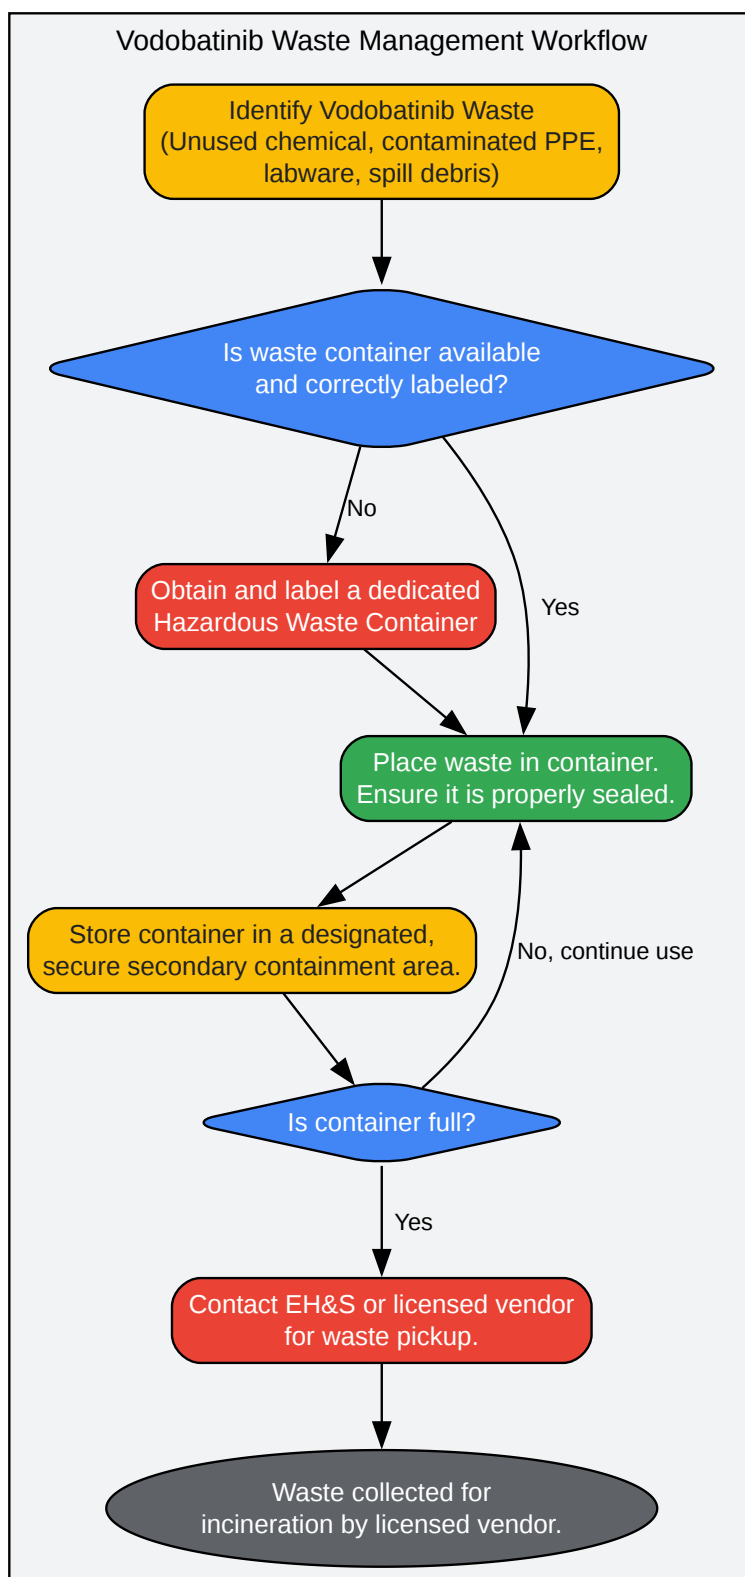 Vodobatinib Waste Management Workflow
Identify Vodobatinib Waste
(Unused chemical, contaminated PPE,
labware, spill debris)
Is waste container available
and correctly labeled?
No
Obtain and label a dedicated
Hazardous Waste Container
Yes
Place waste in container.
Ensure it is properly sealed.
Store container in a designated,
secure secondary containment area.
No, continue use
Is container full?
Yes
Contact EH&S or licensed vendor
for waste pickup.
Waste collected for
incineration by licensed vendor.